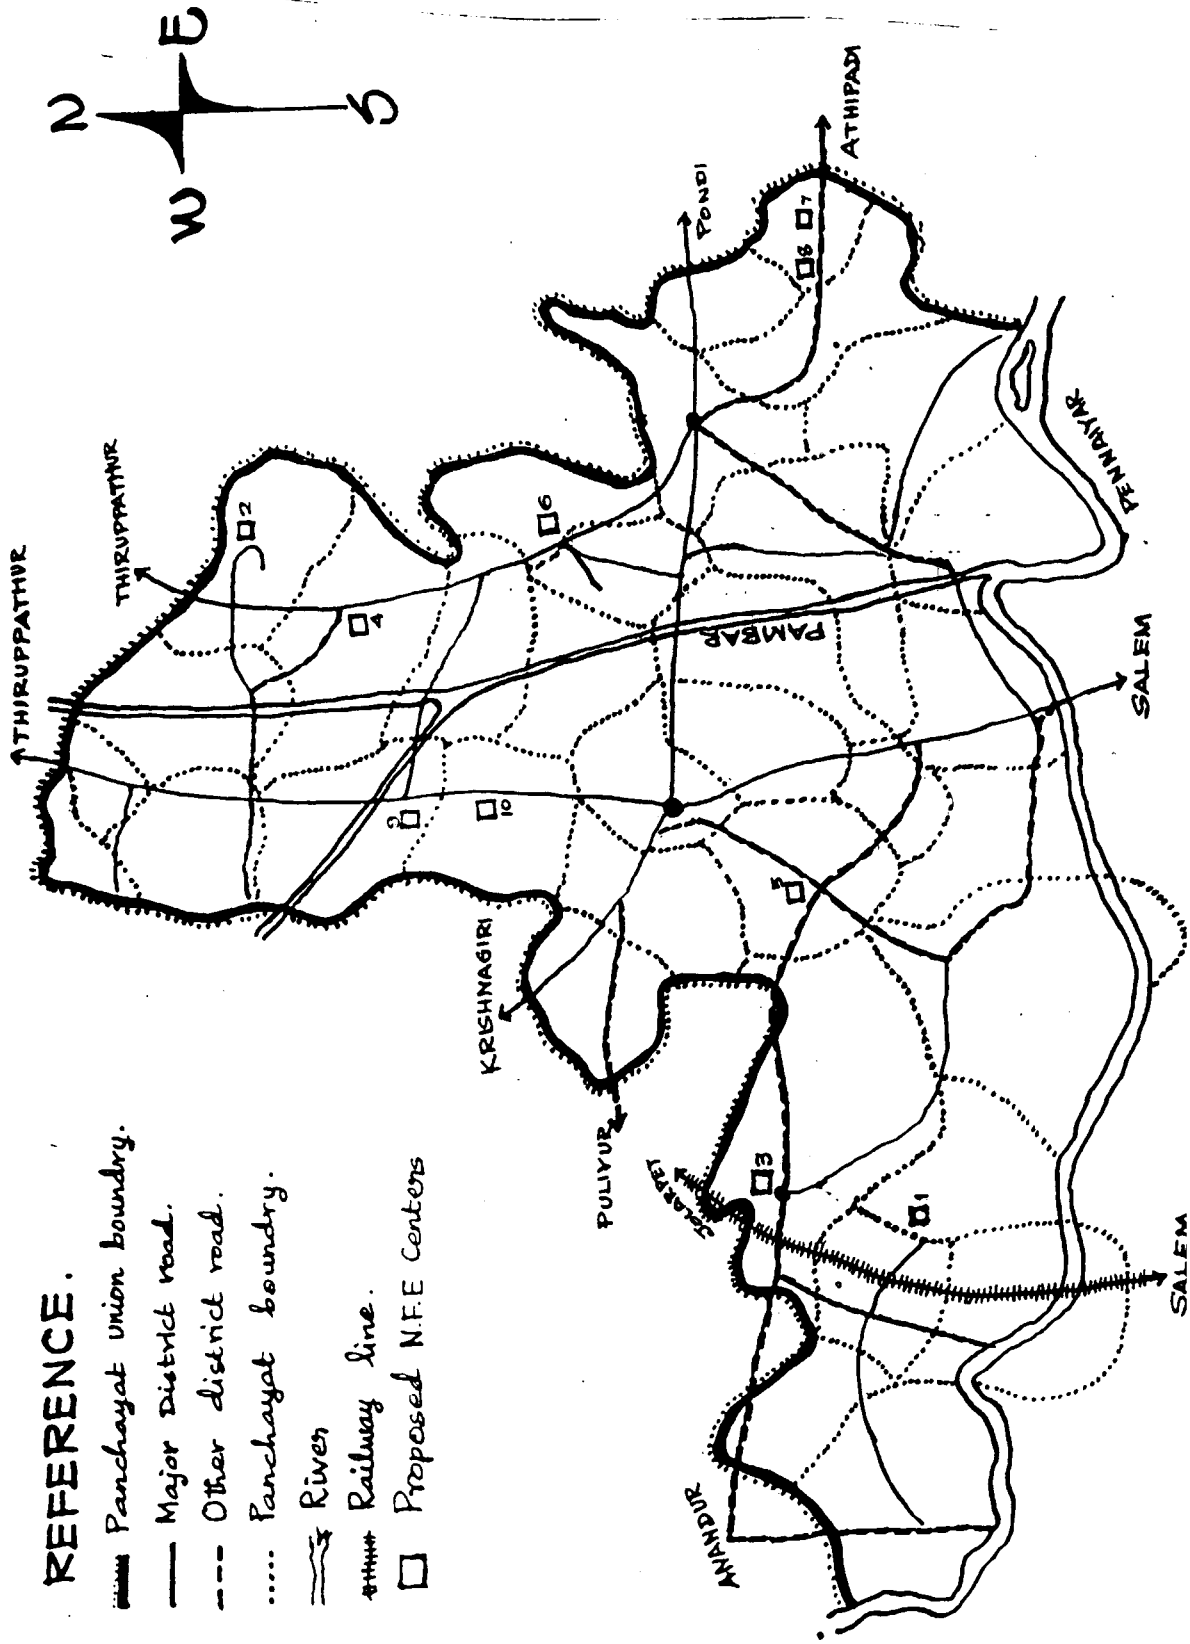 N
E
W
S
THIRUPPATHUR
THIRUPPATHUR
PONDI
ATHIPADI
KRISHNAGIRI
PULIYUR
JOLARPET
ANANDUR
PAMBAR
PENNAIYAR
SALEM
SALEM
1
2
3
4
5
6
7
8
9
10
REFERENCE.
Panchayat union boundry.
Major District road.
Other district road.
Panchayat boundry.
River
Railway line.
Proposed N.F.E Centers